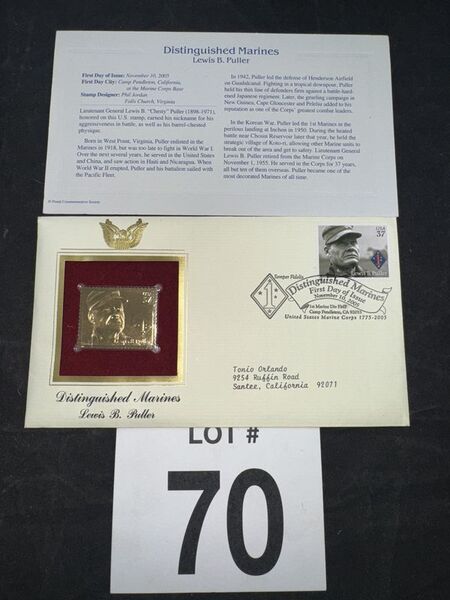 Distinguished Marines
Lewis B. Puller
First Day of Issue: November 10, 2005
First Day City: Camp Pendleton, California,
at the Marine Corps Base
Stamp Designer: Phil Jordan
Falls Church, Virginia
Lieutenant General Lewis B. "Chesty" Puller (1898-1971),
honored on this U.S. stamp, earned his nickname for his
aggressiveness in battle, as well as his barrel-chested
physique.
Born in West Point, Virginia, Puller enlisted in the
Marines in 1918, but was too late to fight in World War I.
Over the next several years, he served in the United States
and China, and saw action in Haiti and Nicaragua. When
World War II erupted, Puller and his battalion sailed with
the Pacific Fleet.
© Postal Commemorative Society
In 1942, Puller led the defense of Henderson Airfield
on Guadalcanal. Fighting in a tropical downpour, Puller
held his thin line of defenders firm against a battle-hard-
ened Japanese regiment. Later, the grueling campaign in
New Guinea, Cape Gloucester and Peleliu added to his
reputation as one of the Corps' greatest combat leaders.
In the Korean War, Puller led the 1st Marines in the
perilous landing at Inchon in 1950. During the heated
battle near Chosin Reservoir later that year, he held the
strategic village of Koto-ri, allowing other Marine units to
break out of the area and get to safety. Lieutenant General
Lewis B. Puller retired from the Marine Corps on
November 1, 1955. He served in the Corps for 37 years,
all but ten of them overseas. Puller became one of the
most decorated Marines of all time.
USA
37
Lewis B. Puller
Semper Fidelis
1
Distinguished Marines
First Day of Issue
November 10, 2005
1st Marine Div HQ
Camp Pendleton, CA 92055
United States Marine Corps 1775-2005
Tonio Orlando
9254 Ruffin Road
Santee, California 92071
Distinguished Marines
Lewis B. Puller
LOT #
70